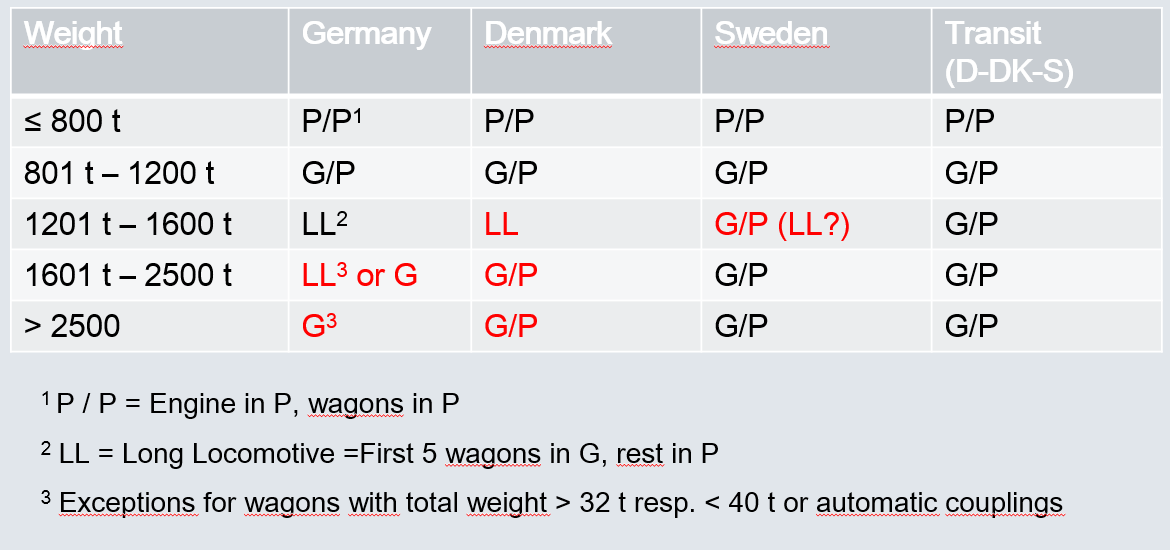 Weight Germany Denmark Sweden Transit
(D-DK-S)
≤ 800 t P/P¹ P/P P/P P/P
801 t – 1200 t G/P G/P G/P G/P
1201 t – 1600 t LL² LL G/P (LL?) G/P
1601 t – 2500 t LL³ or G G/P G/P G/P
> 2500 G³ G/P G/P G/P
¹ P / P = Engine in P, wagons in P
² LL = Long Locomotive =First 5 wagons in G, rest in P
³ Exceptions for wagons with total weight > 32 t resp. < 40 t or automatic couplings